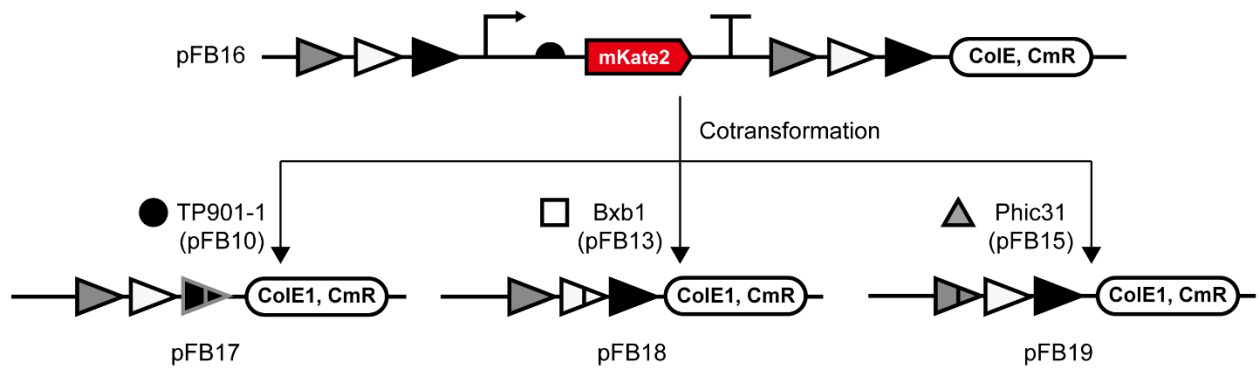 pFB16
mKate2
ColE, CmR
Cotransformation
TP901-1
(pFB10)
Bxb1
(pFB13)
Phic31
(pFB15)
ColE1, CmR
ColE1, CmR
ColE1, CmR
pFB17
pFB18
pFB19